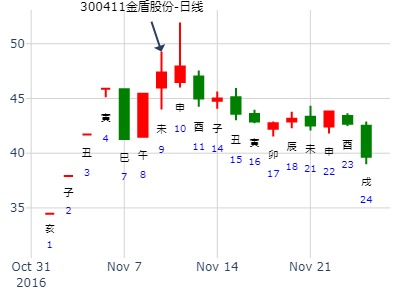 300411金盾股份-日线
50
45
40
35
亥
1
子
2
丑
3
寅
4
巳
7
午
8
未
9
申
10
酉
11
子
14
丑
15
寅
16
卯
17
辰
18
未
21
申
22
酉
23
戌
24
Oct 31
2016
Nov 7
Nov 14
Nov 21